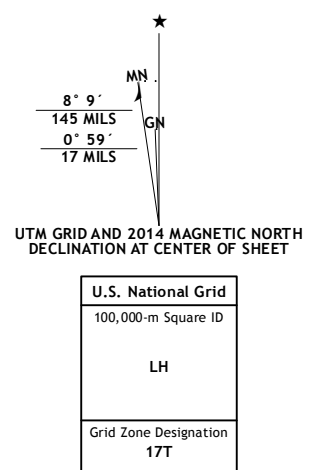 ★
MN
8° 9´
145 MILS
GN
0° 59´
17 MILS
UTM GRID AND 2014 MAGNETIC NORTH
DECLINATION AT CENTER OF SHEET
U.S. National Grid
100,000-m Square ID
LH
Grid Zone Designation
17T